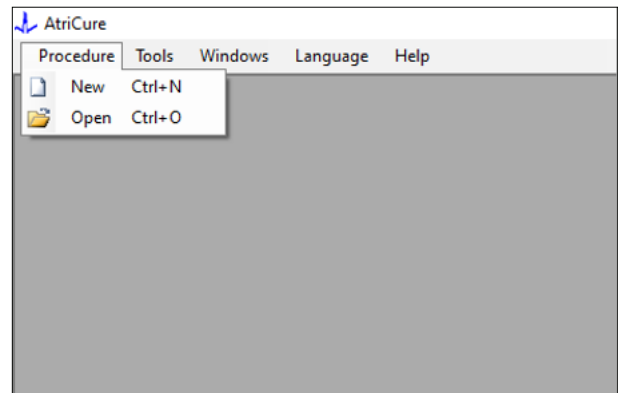 AtriCure
Procedure Tools Windows Language Help
New Ctrl+N
Open Ctrl+O